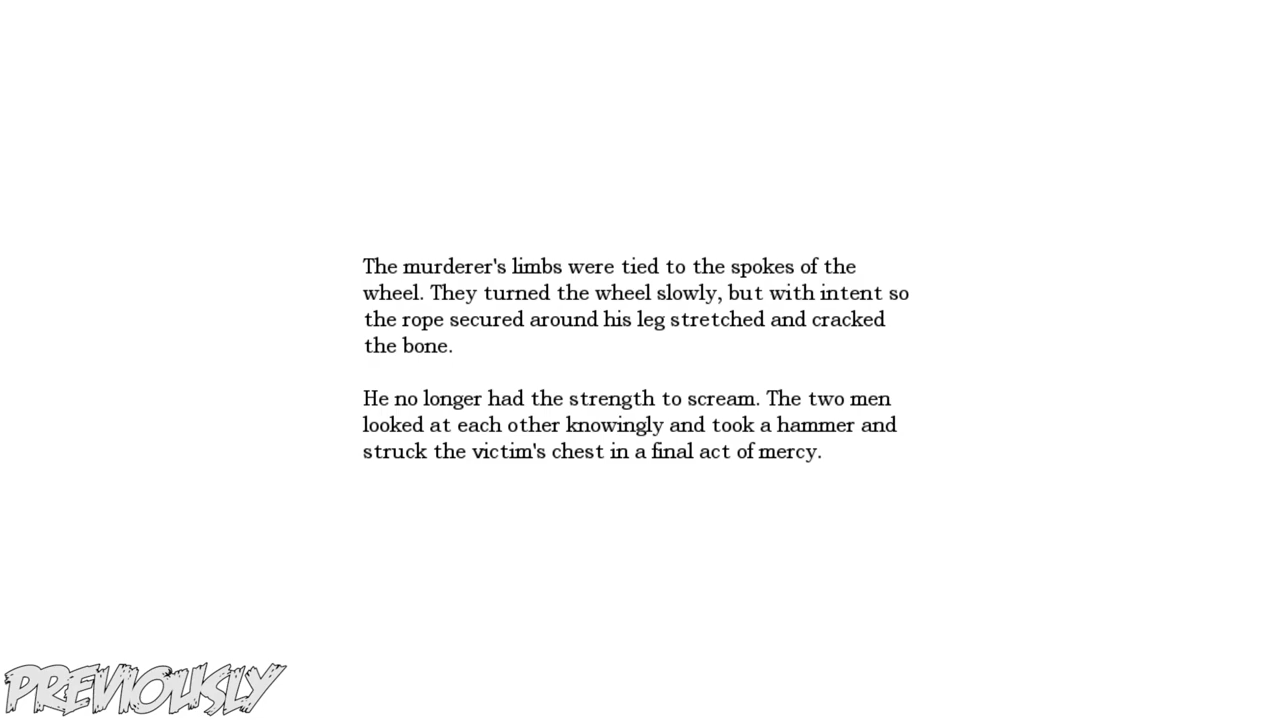 The murderer's limbs were tied to the spokes of the
wheel. They turned the wheel slowly, but with intent so
the rope secured around his leg stretched and cracked
the bone.
He no longer had the strength to scream. The two men
looked at each other knowingly and took a hammer and
struck the victim's chest in a final act of mercy.
PREVIOUSLY